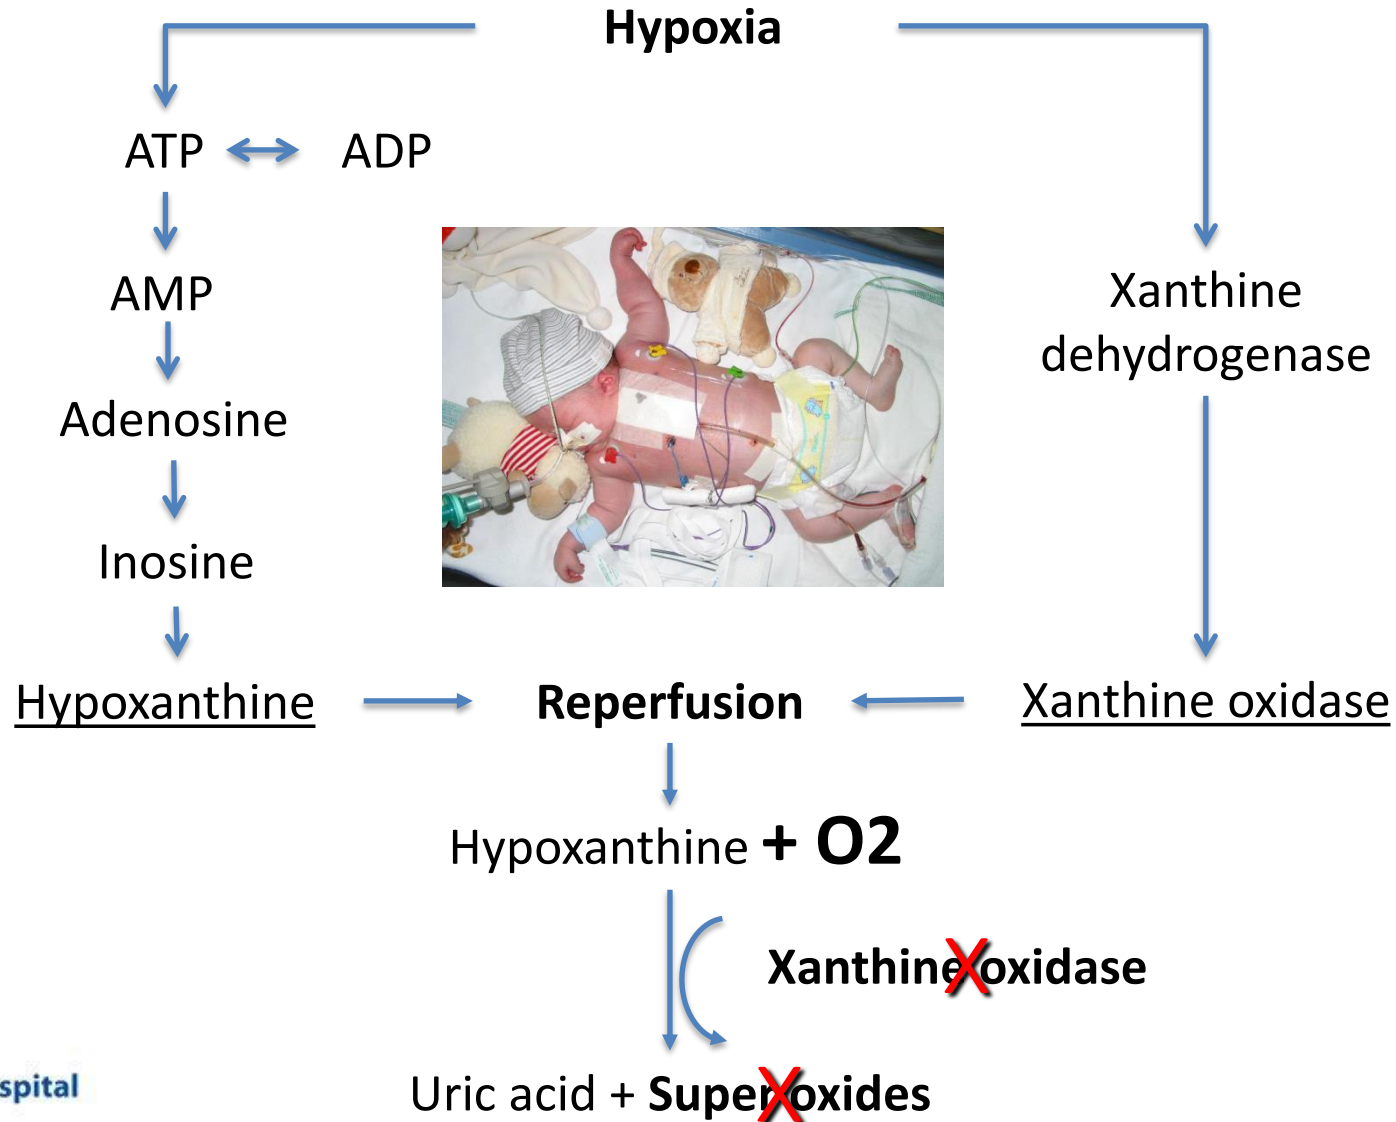 Hypoxia
ATP
ADP
AMP
Xanthine
dehydrogenase
Adenosine
Inosine
Hypoxanthine
Reperfusion
Xanthine oxidase
Hypoxanthine + O2
Xanthine oxidase
X
spital
Uric acid + Superoxides
X